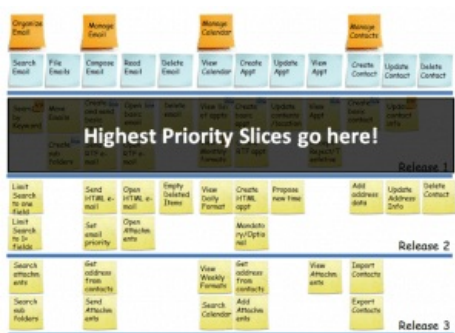 Organize Email
Manage Email
Manage Calendar
Manage Contacts
Search Email
File Emails
Compose Email
Read Email
Delete Email
View Calendar
Create Appt
Update Appt
View Appt
Create Contact
Update Contact
Delete Contact
Highest Priority Slices go here!
Release 1
Limit Search to one field
Send HTML e-mail
Open HTML e-mail
Empty Deleted Items
View Daily Format
Create HTML appt
Propose new time
Add address data
Update Address Info
Delete Contact
Limit Search to 1+ fields
Set email priority
Open Attachments
Mandatory/Optional
Release 2
Search attachments
Get address from contacts
View Weekly Formats
Get address from contacts
View Attachments
Import Contacts
Search sub folders
Send Attachments
Search Calendar
Add Attachments
Export Contacts
Release 3